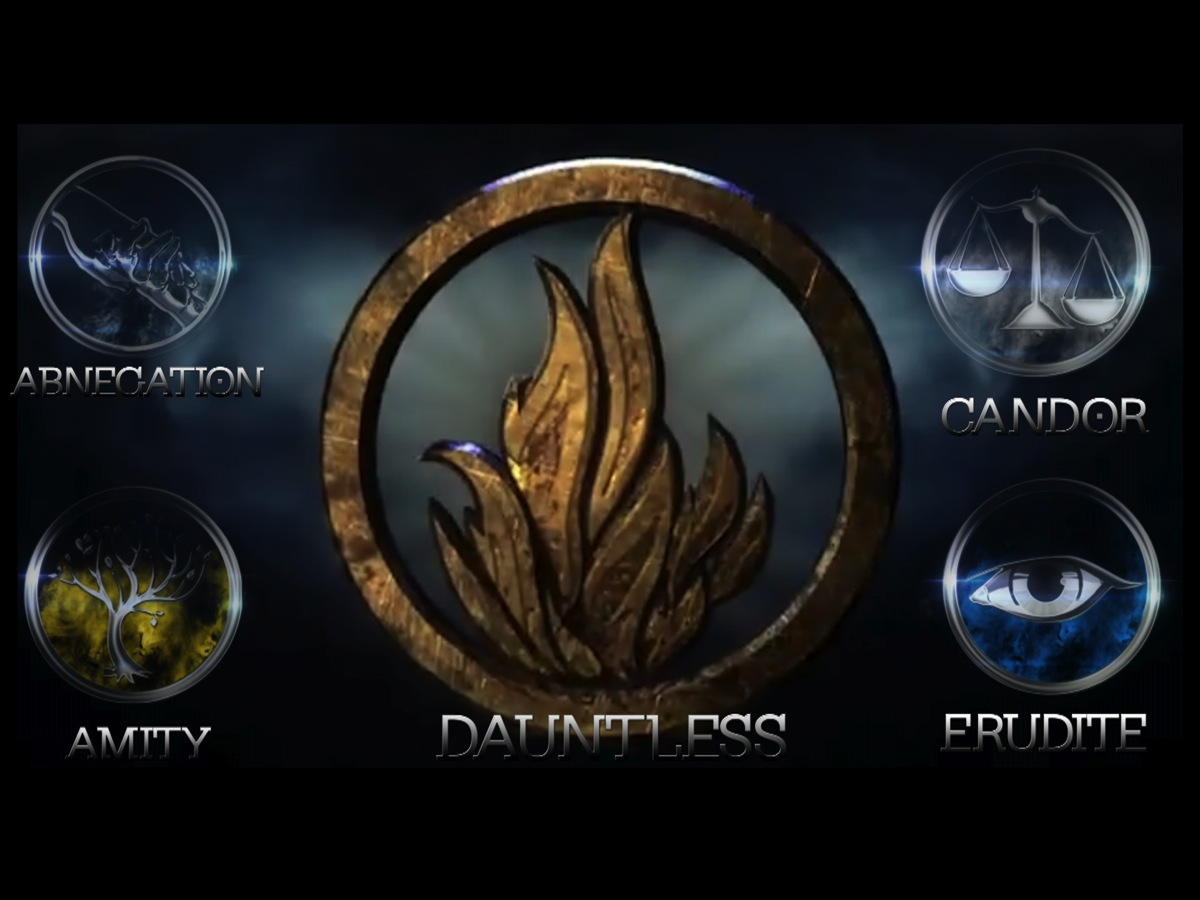 ABNEGATION
CANDOR
AMITY
DAUNTLESS
ERUDITE